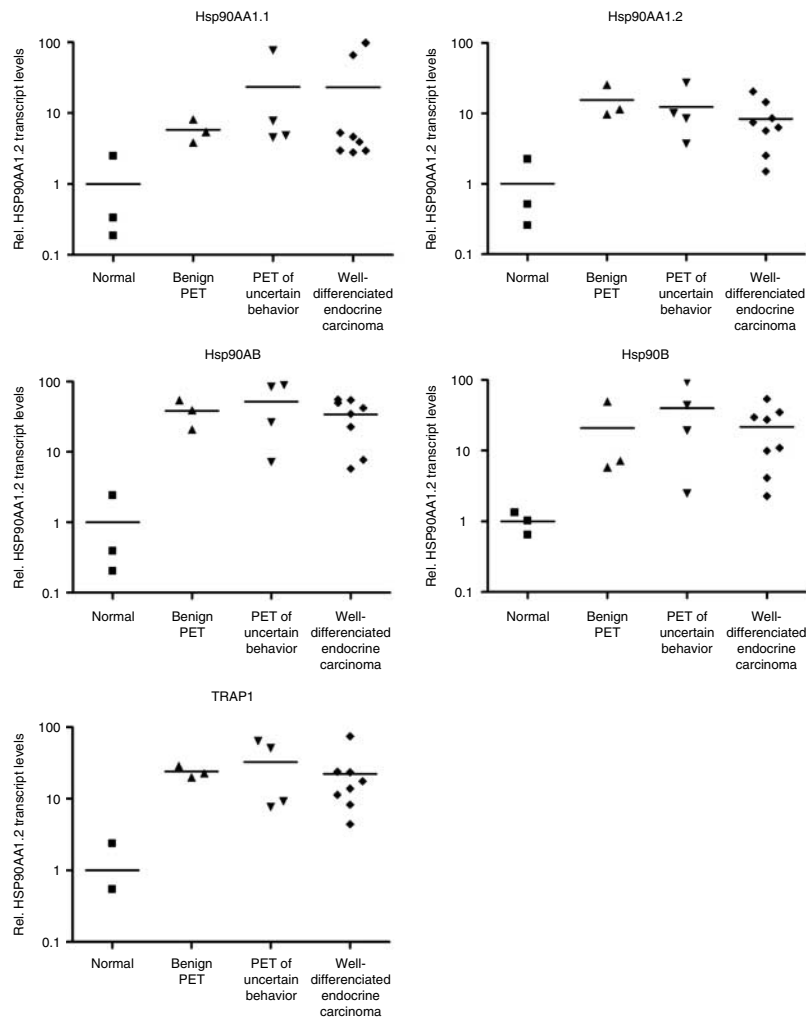 Hsp90AA1.1
Rel. HSP90AA1.2 transcript levels
100
10
1
0.1
Normal
Benign
PET
PET of
uncertain
behavior
Well-
differenciated
endocrine
carcinoma
Hsp90AA1.2
Rel. HSP90AA1.2 transcript levels
100
10
1
0.1
Normal
Benign
PET
PET of
uncertain
behavior
Well-
differenciated
endocrine
carcinoma
Hsp90AB
Rel. HSP90AA1.2 transcript levels
100
10
1
0.1
Normal
Benign
PET
PET of
uncertain
behavior
Well-
differenciated
endocrine
carcinoma
Hsp90B
Rel. HSP90AA1.2 transcript levels
100
10
1
0.1
Normal
Benign
PET
PET of
uncertain
behavior
Well-
differenciated
endocrine
carcinoma
TRAP1
Rel. HSP90AA1.2 transcript levels
100
10
1
0.1
Normal
Benign
PET
PET of
uncertain
behavior
Well-
differenciated
endocrine
carcinoma